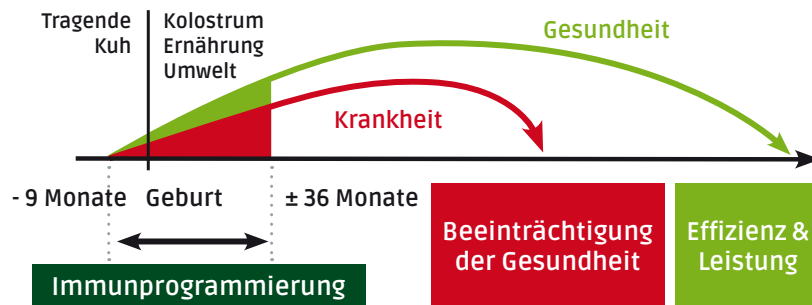 Tragende
Kuh
Kolostrum
Ernährung
Umwelt
Gesundheit
Krankheit
- 9 Monate
Geburt
± 36 Monate
Immunprogrammierung
Beeinträchtigung
der Gesundheit
Effizienz &
Leistung